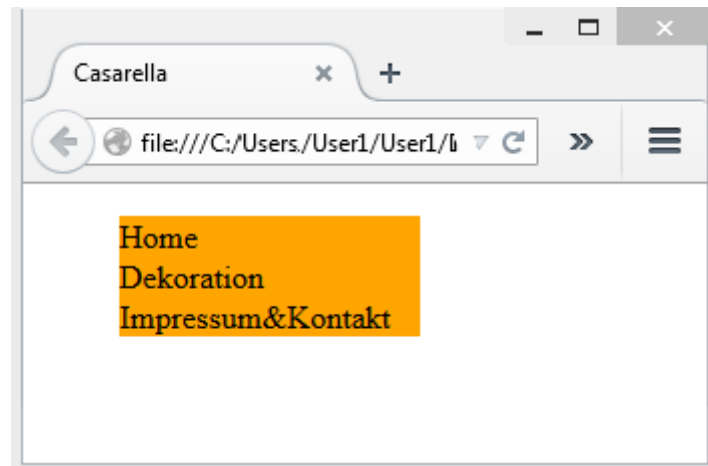 Casarella
file:///C:/Users./User1/User1/
Home
Dekoration
Impressum&Kontakt